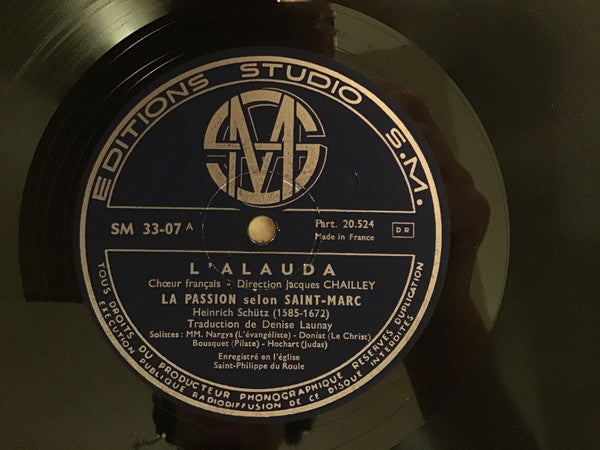 EDITIONS STUDIO S.M.
SM
SM 33-07 A
Part. 20.524
Made in France
DR
L'ALAUDA
Chœur français - Direction Jacques CHAILLEY
LA PASSION selon SAINT-MARC
Heinrich Schütz (1585-1672)
Traduction de Denise Launay
Solistes : MM. Nargys (L'évangéliste) - Doniat (Le Christ)
Bousquet (Pilate) - Hochart (Judas)
Enregistré en l'église
Saint-Philippe du Roule
TOUS DROITS DU PRODUCTEUR PHONOGRAPHIQUE RESERVES DUPLICATION
EXECUTION PUBLIQUE RADIODIFFUSION DE CE DISQUE INTERDITES